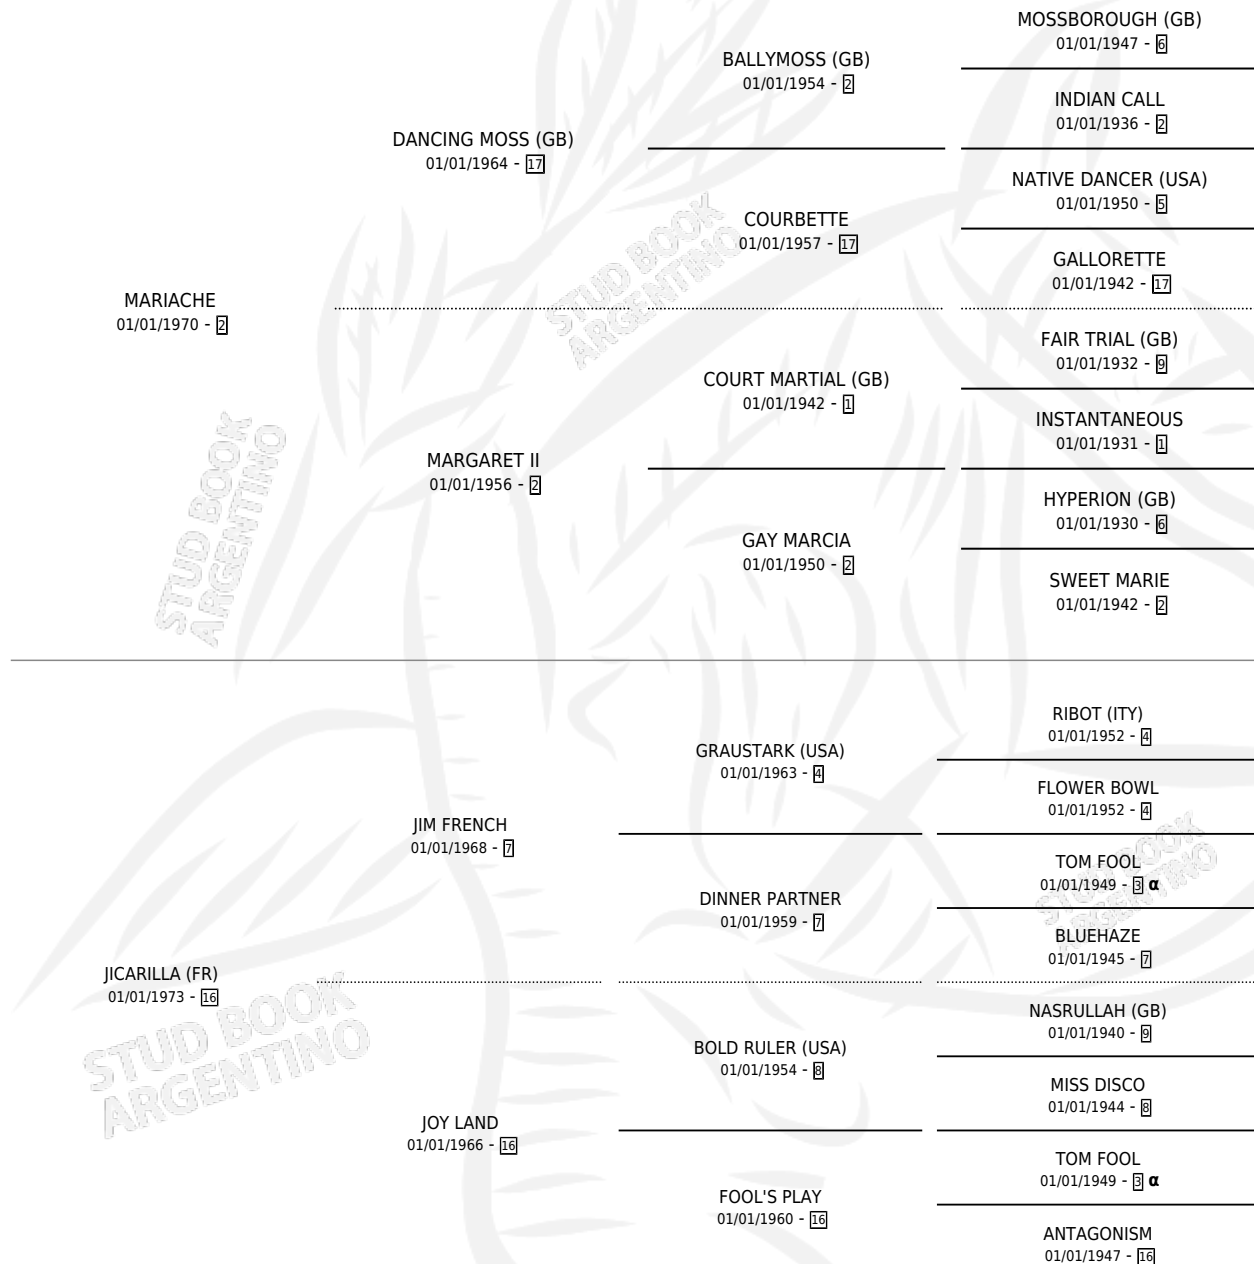 MARIACHE
01/01/1970 - 2
DANCING MOSS (GB)
01/01/1964 - 17
BALLYMOSS (GB)
01/01/1954 - 2
MOSSBOROUGH (GB)
01/01/1947 - 6
INDIAN CALL
01/01/1936 - 2
COURBETTE
01/01/1957 - 17
NATIVE DANCER (USA)
01/01/1950 - 5
GALLORETTE
01/01/1942 - 17
MARGARET II
01/01/1956 - 2
COURT MARTIAL (GB)
01/01/1942 - 1
FAIR TRIAL (GB)
01/01/1932 - 9
INSTANTANEOUS
01/01/1931 - 1
GAY MARCIA
01/01/1950 - 2
HYPERION (GB)
01/01/1930 - 6
SWEET MARIE
01/01/1942 - 2
JICARILLA (FR)
01/01/1973 - 16
JIM FRENCH
01/01/1968 - 7
GRAUSTARK (USA)
01/01/1963 - 4
RIBOT (ITY)
01/01/1952 - 4
FLOWER BOWL
01/01/1952 - 4
DINNER PARTNER
01/01/1959 - 7
TOM FOOL
01/01/1949 - 3 α
BLUEHAZE
01/01/1945 - 7
JOY LAND
01/01/1966 - 16
BOLD RULER (USA)
01/01/1954 - 8
NASRULLAH (GB)
01/01/1940 - 9
MISS DISCO
01/01/1944 - 8
FOOL'S PLAY
01/01/1960 - 16
TOM FOOL
01/01/1949 - 3 α
ANTAGONISM
01/01/1947 - 16
STUD BOOK
ARGENTINO
STUD BOOK
ARGENTINO
STUD BOOK
ARGENTINO
STUD BOOK
ARGENTINO